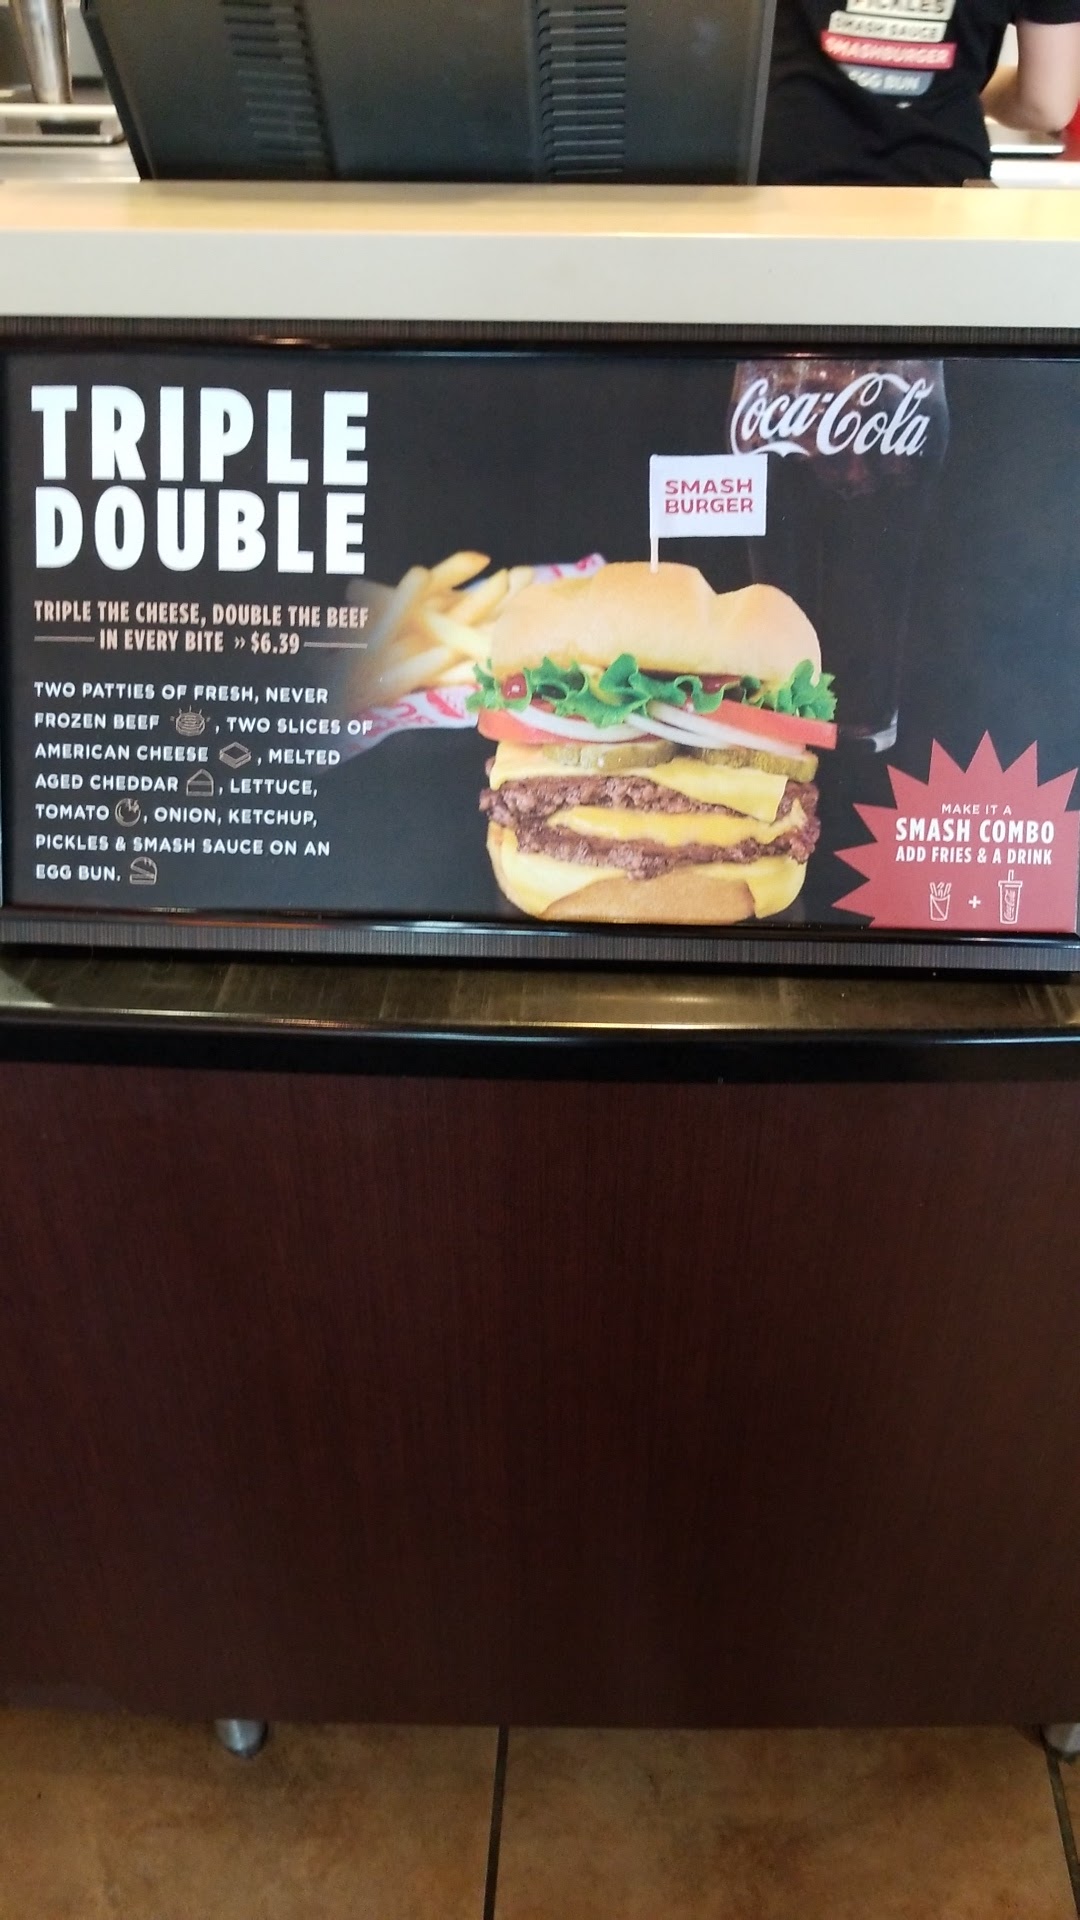 PICKLES
SMASH SAUCE
SMASHBURGER
EGG BUN
TRIPLE
DOUBLE
TRIPLE THE CHEESE, DOUBLE THE BEEF
IN EVERY BITE » $6.39
TWO PATTIES OF FRESH, NEVER
FROZEN BEEF , TWO SLICES OF
AMERICAN CHEESE , MELTED
AGED CHEDDAR , LETTUCE,
TOMATO , ONION, KETCHUP,
PICKLES & SMASH SAUCE ON AN
EGG BUN.
Coca-Cola
SMASH
BURGER
MAKE IT A
SMASH COMBO
ADD FRIES & A DRINK
+
Coca-Cola